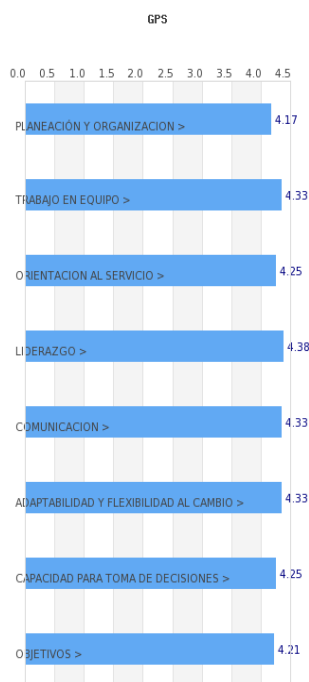 GPS
0.0 0.5 1.0 1.5 2.0 2.5 3.0 3.5 4.0 4.5
PLANEACIÓN Y ORGANIZACION > 4.17
TRABAJO EN EQUIPO > 4.33
ORIENTACION AL SERVICIO > 4.25
LIDERAZGO > 4.38
COMUNICACION > 4.33
ADAPTABILIDAD Y FLEXIBILIDAD AL CAMBIO > 4.33
CAPACIDAD PARA TOMA DE DECISIONES > 4.25
OBJETIVOS > 4.21